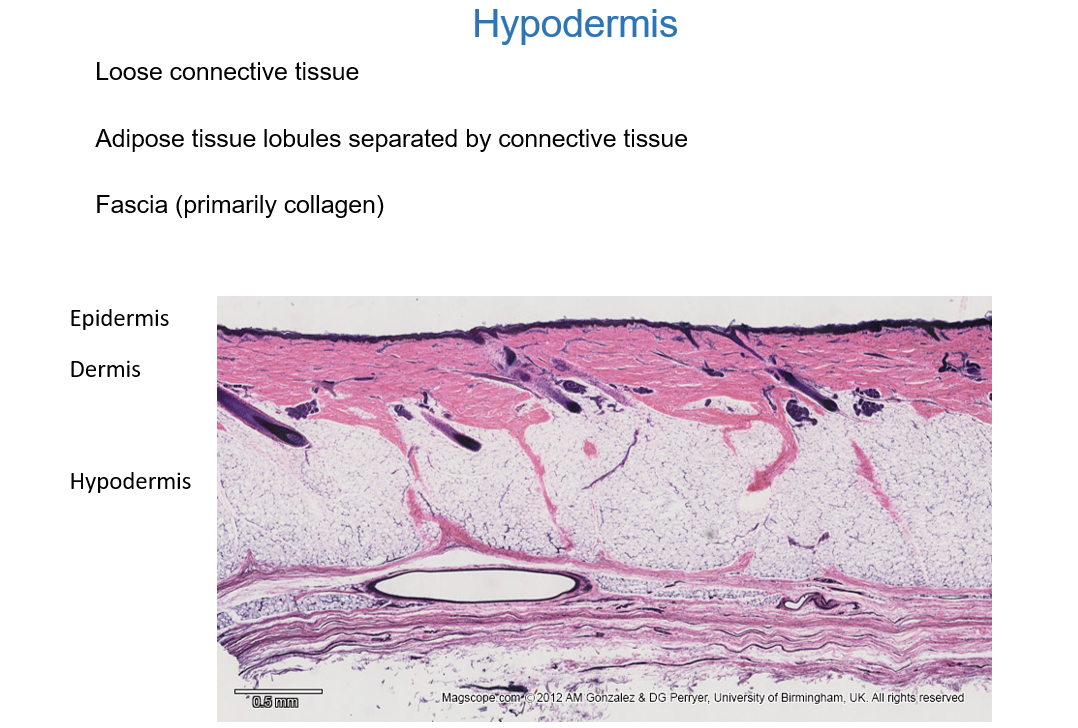 Hypodermis
Loose connective tissue
Adipose tissue lobules separated by connective tissue
Fascia (primarily collagen)
Epidermis
Dermis
Hypodermis
0.5 mm
Magscope.com ©2012 AM Gonzalez & DG Perryer, University of Birmingham, UK. All rights reserved